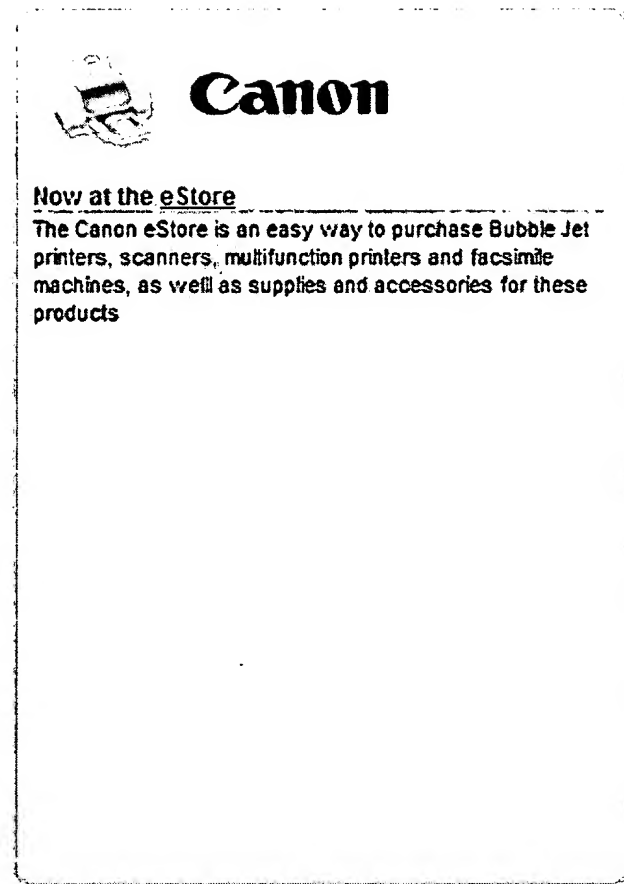 Canon
Now at the eStore
The Canon eStore is an easy way to purchase Bubble Jet
printers, scanners, multifunction printers and facsimile
machines, as well as supplies and accessories for these
products